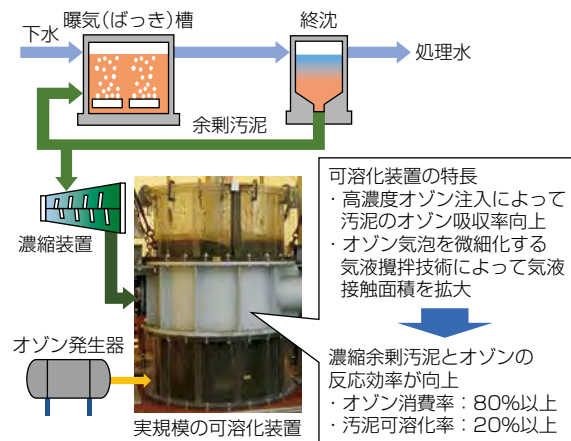 曝気(ばっき)槽
終沈
下水
処理水
余剰汚泥
濃縮装置
オゾン発生器
実規模の可溶化装置
可溶化装置の特長
・高濃度オゾン注入によって
汚泥のオゾン吸収率向上
・オゾン気泡を微細化する
気液攪拌技術によって気液
接触面積を拡大
濃縮余剰汚泥とオゾンの
反応効率が向上
・オゾン消費率:80%以上
・汚泥可溶化率:20%以上